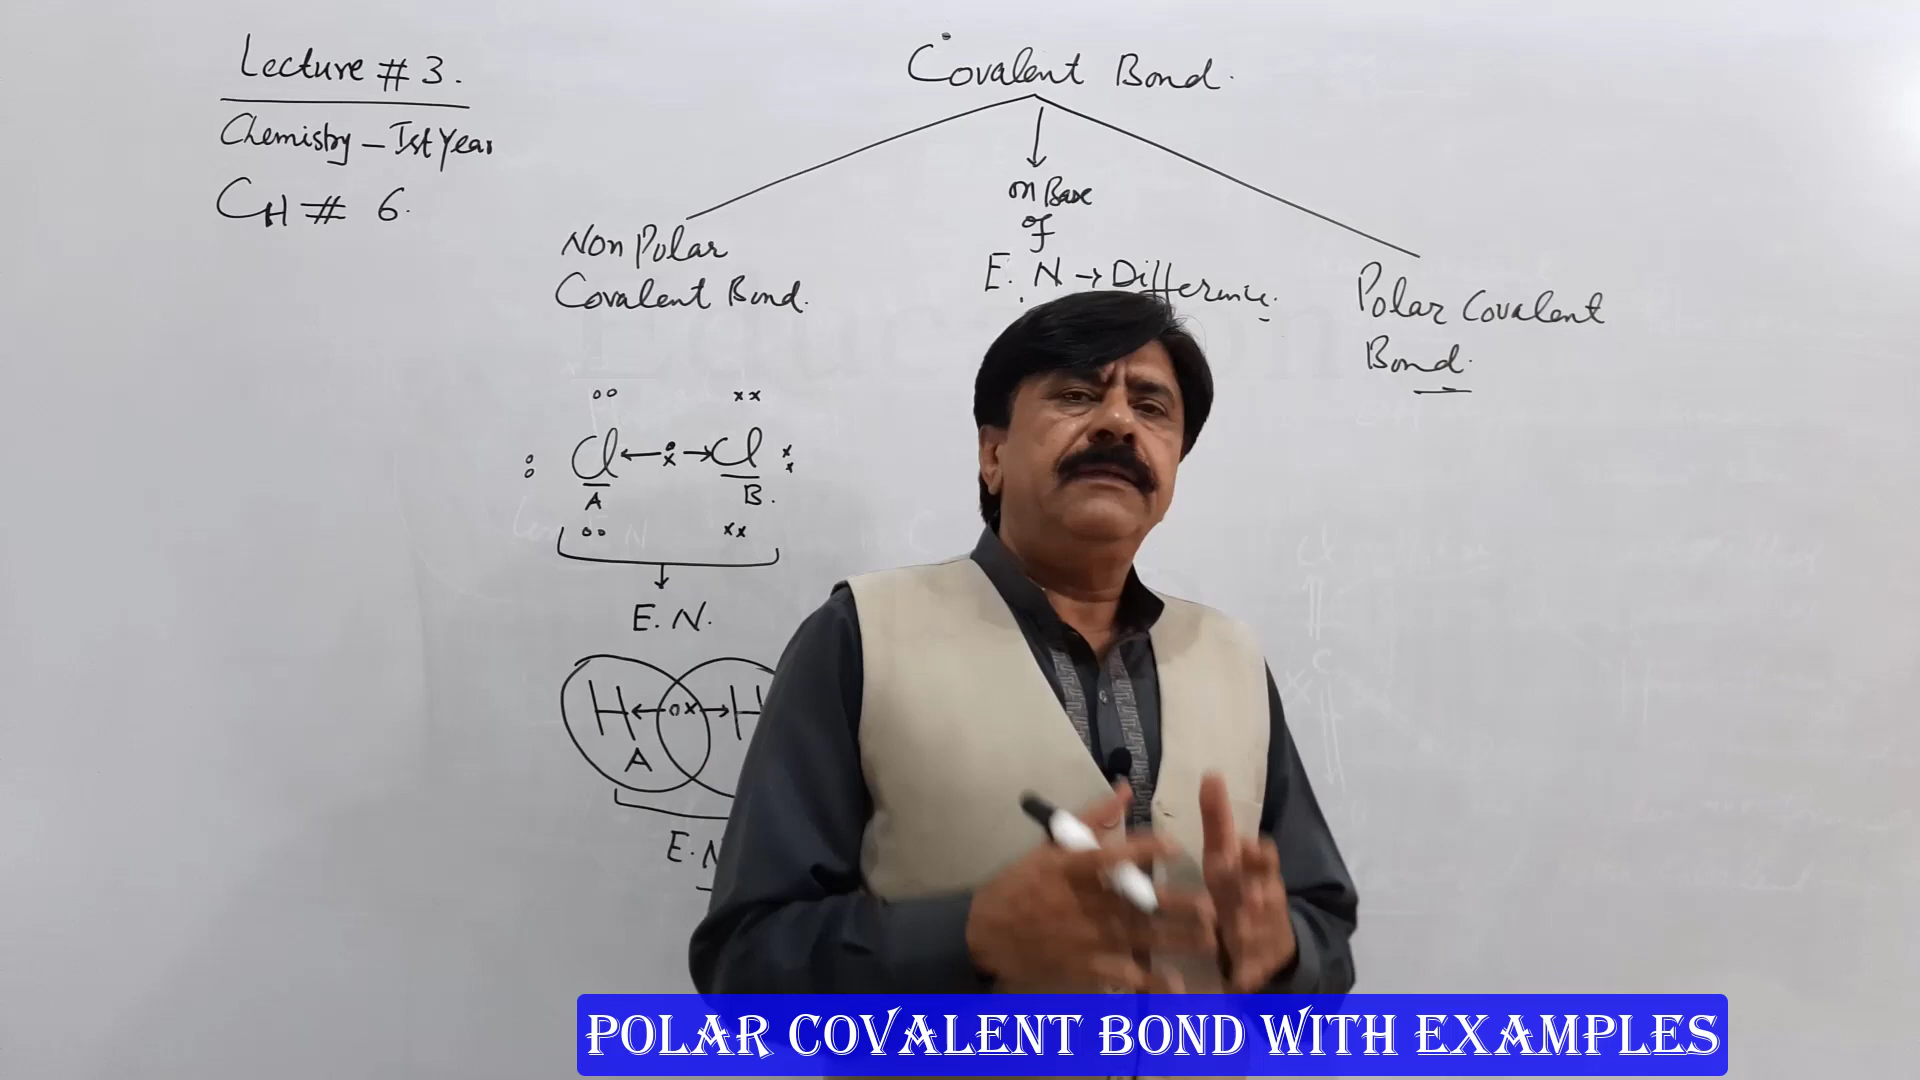 Lecture # 3.
Chemistry – Ist Year
CH # 6.
Covalent Bond.
on Base
of
E. N → Difference.
Non Polar
Covalent Bond.
Polar Covalent
Bond.
Cl Cl
A B.
E. N.
H H
A
E. N
POLAR COVALENT BOND WITH EXAMPLES